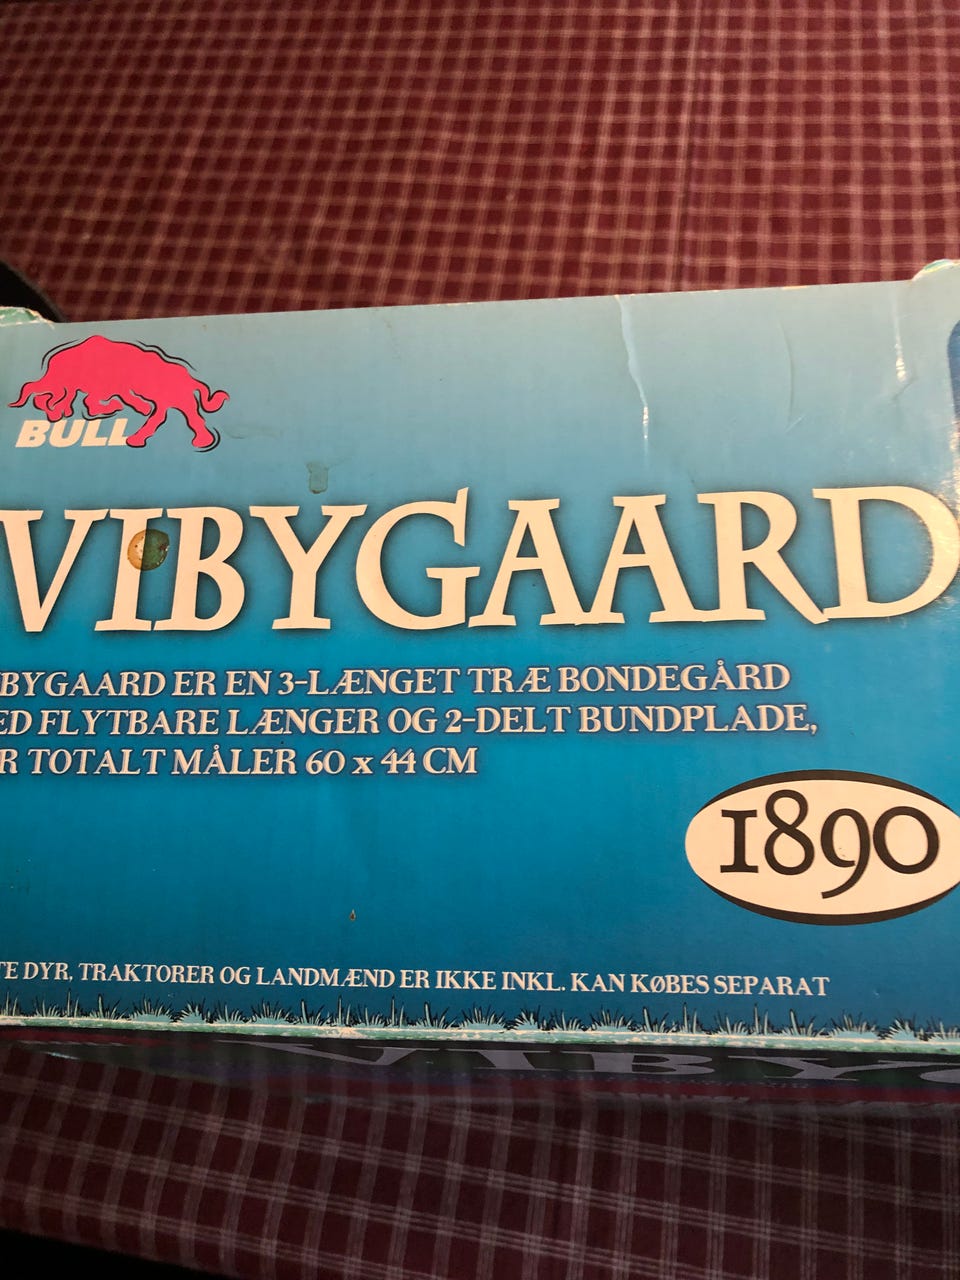 BULL
VIBYGAARD
BYGAARD ER EN 3-LÆNGET TRÆ BONDEGÅRD
ED FLYTBARE LÆNGER OG 2-DELT BUNDPLADE,
R TOTALT MÅLER 60 x 44 CM
1890
TE DYR, TRAKTORER OG LANDMÆND ER IKKE INKL. KAN KØBES SEPARAT